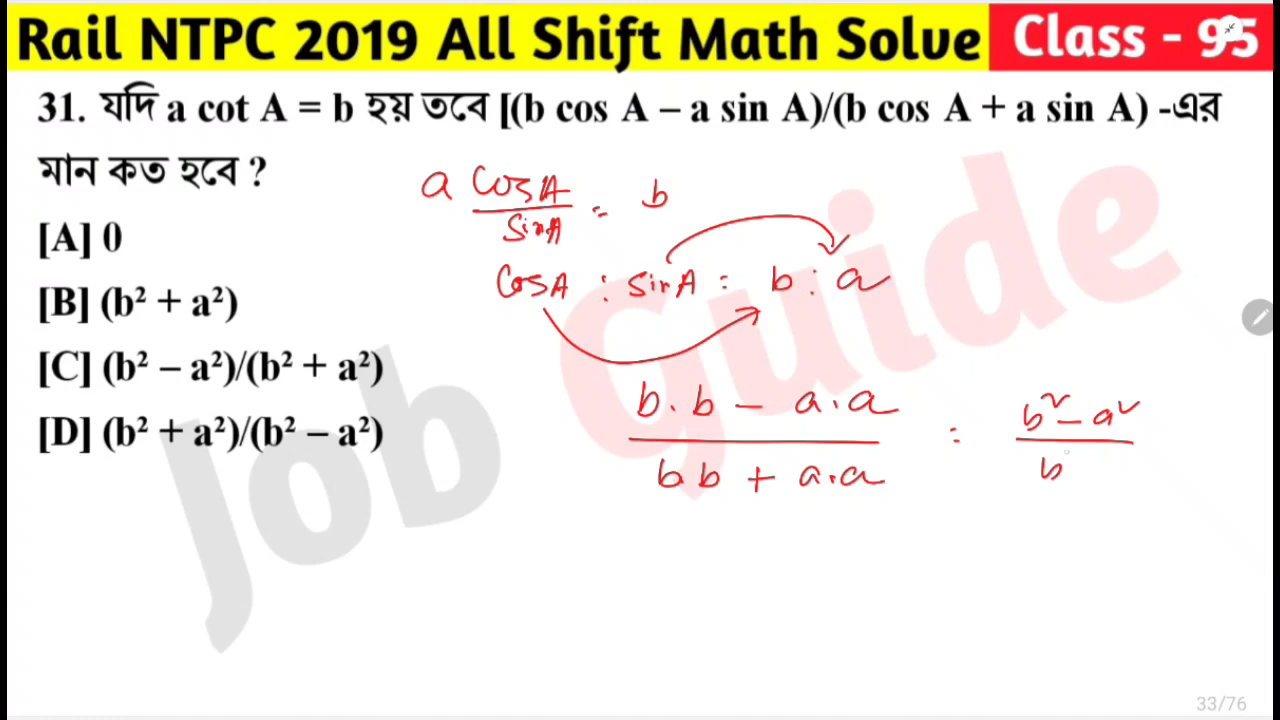 Rail NTPC 2019 All Shift Math Solve Class - 95
31. যদি a cot A = b হয় তবে [(b cos A – a sin A)/(b cos A + a sin A) -এর
মান কত হবে ?
[A] 0
[B] (b² + a²)
[C] (b² – a²)/(b² + a²)
[D] (b² + a²)/(b² – a²)
a CosA/SinA = b
CosA : SinA = b : a
b.b – a.a / b b + a.a = b² – a² / b
Job Guide
33/76